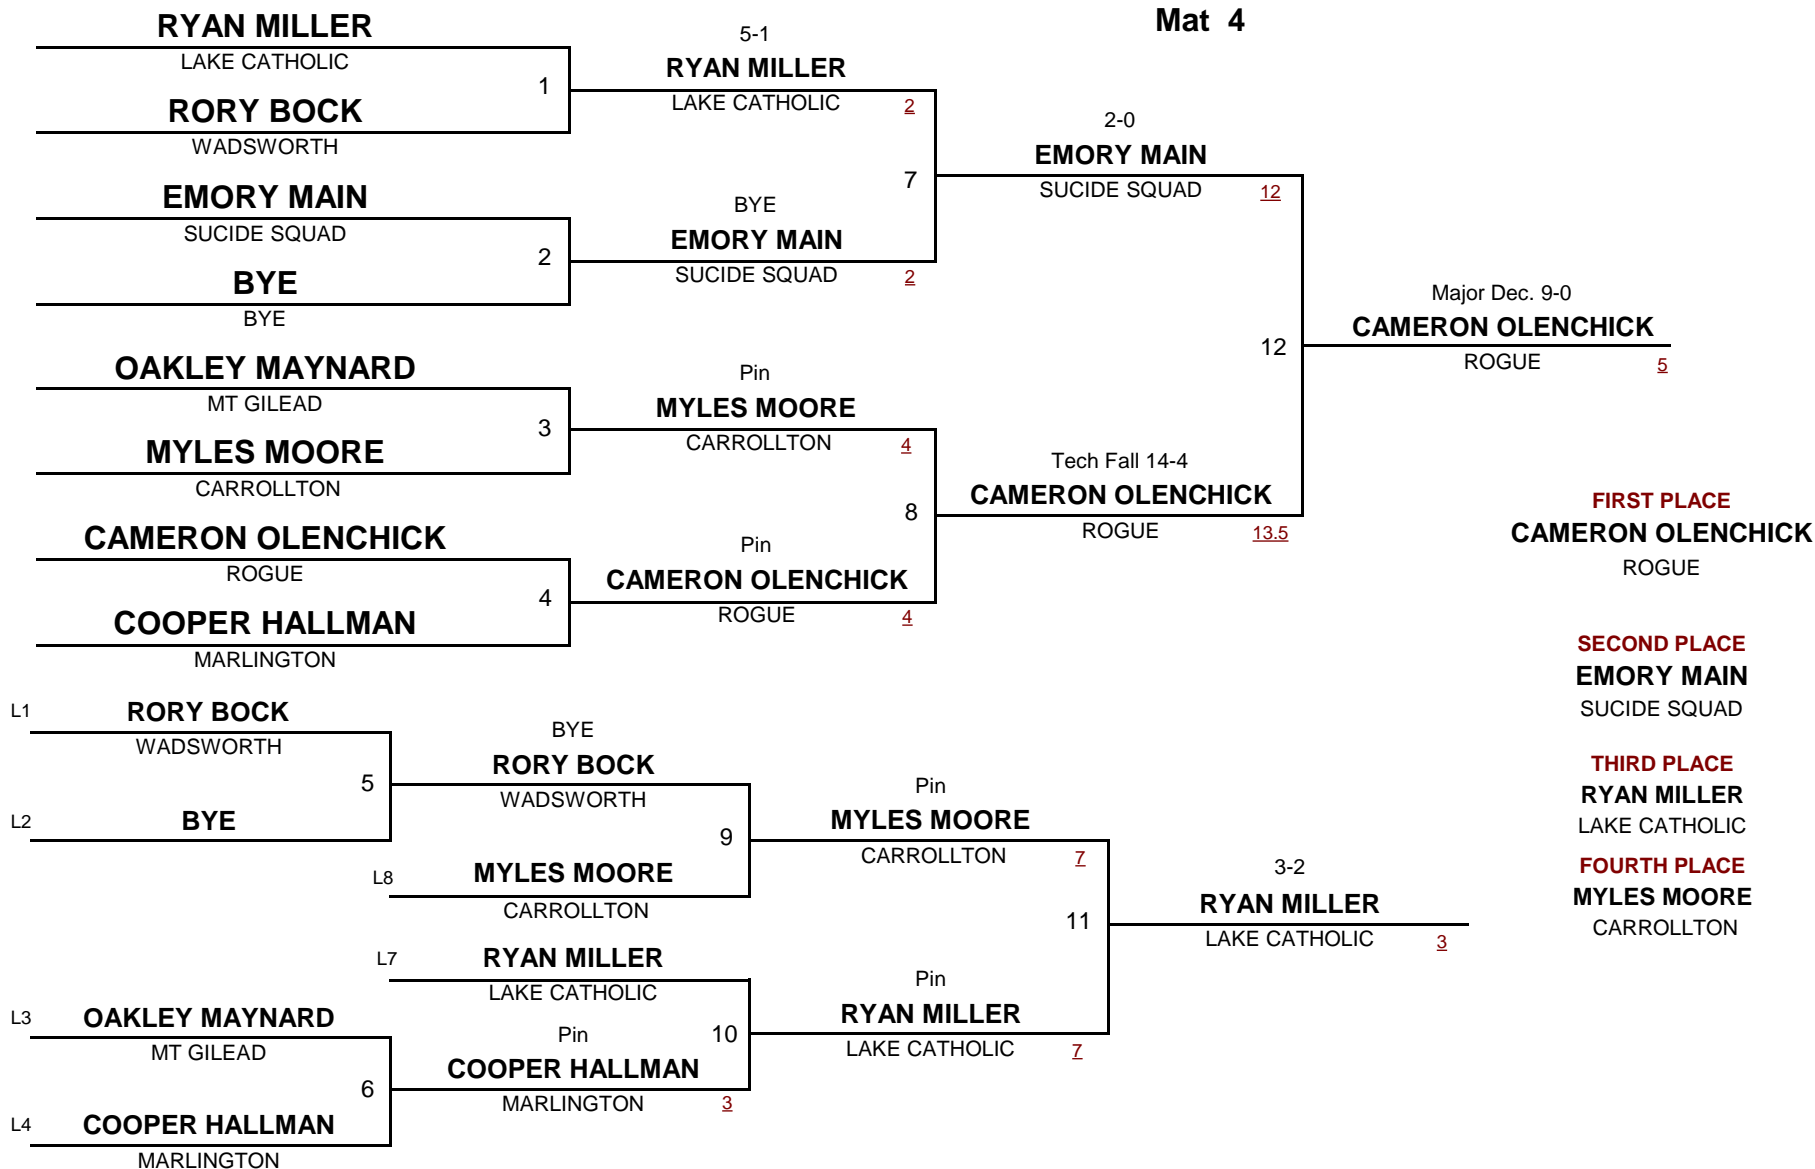 Mat 4
RYAN MILLER
LAKE CATHOLIC
1
RORY BOCK
WADSWORTH
EMORY MAIN
SUCIDE SQUAD
2
BYE
BYE
OAKLEY MAYNARD
MT GILEAD
3
MYLES MOORE
CARROLLTON
CAMERON OLENCHICK
ROGUE
4
COOPER HALLMAN
MARLINGTON
5-1
RYAN MILLER
LAKE CATHOLIC 2
7
BYE
EMORY MAIN
SUCIDE SQUAD 2
Pin
MYLES MOORE
CARROLLTON 4
8
Pin
CAMERON OLENCHICK
ROGUE 4
2-0
EMORY MAIN
SUCIDE SQUAD 12
12
Tech Fall 14-4
CAMERON OLENCHICK
ROGUE 13.5
Major Dec. 9-0
CAMERON OLENCHICK
ROGUE 5
L1 RORY BOCK
WADSWORTH
5
L2 BYE
BYE
RORY BOCK
WADSWORTH
9
L8 MYLES MOORE
CARROLLTON
L7 RYAN MILLER
LAKE CATHOLIC
10
L3 OAKLEY MAYNARD
MT GILEAD
6
L4 COOPER HALLMAN
MARLINGTON
Pin
COOPER HALLMAN
MARLINGTON 3
Pin
MYLES MOORE
CARROLLTON 7
11
Pin
RYAN MILLER
LAKE CATHOLIC 7
3-2
RYAN MILLER
LAKE CATHOLIC 3
FIRST PLACE
CAMERON OLENCHICK
ROGUE
SECOND PLACE
EMORY MAIN
SUCIDE SQUAD
THIRD PLACE
RYAN MILLER
LAKE CATHOLIC
FOURTH PLACE
MYLES MOORE
CARROLLTON